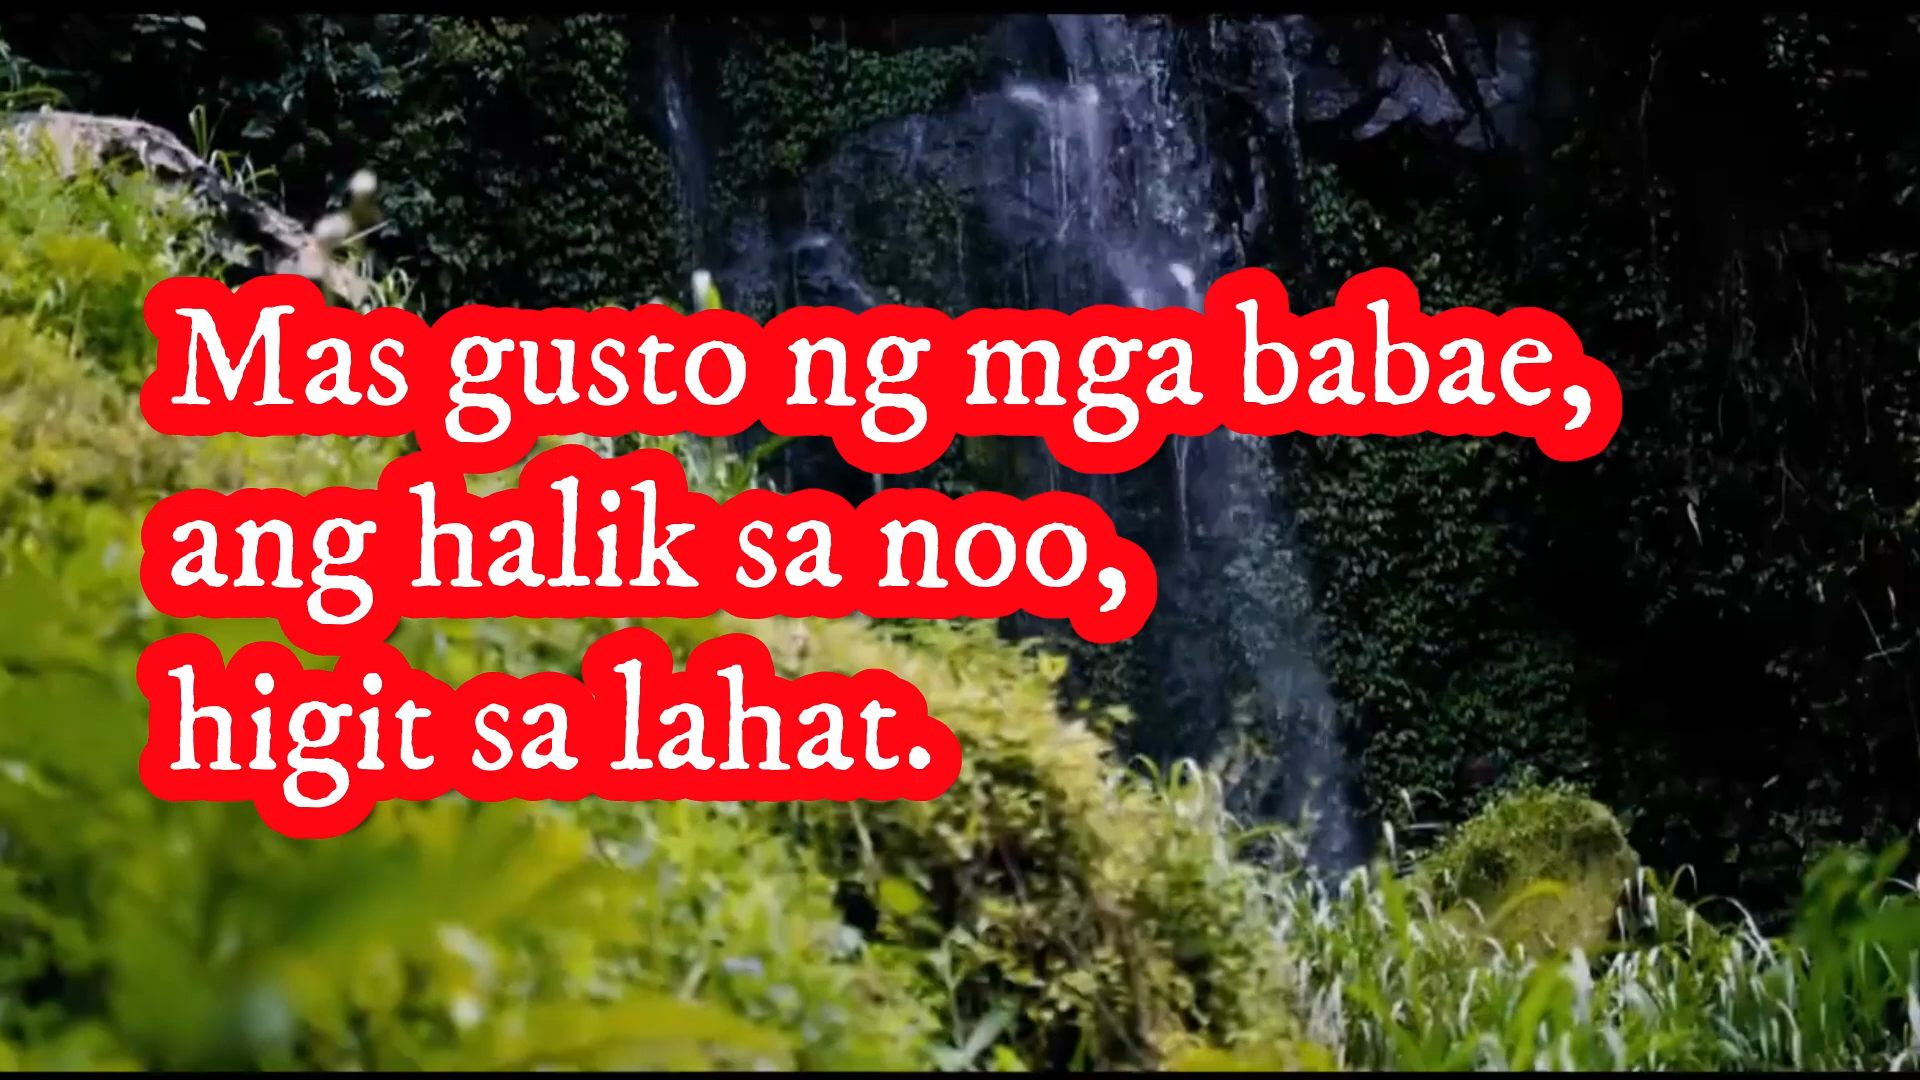 Mas gusto ng mga babae,
ang halik sa noo,
higit sa lahat.